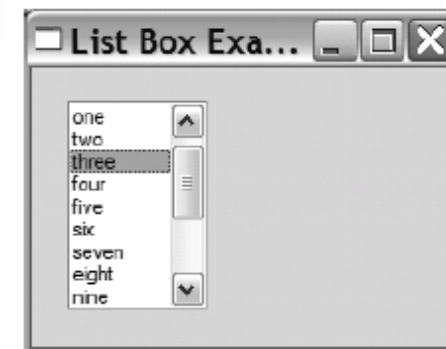 List Box Exa...
one
two
three
four
five
six
seven
eight
nine